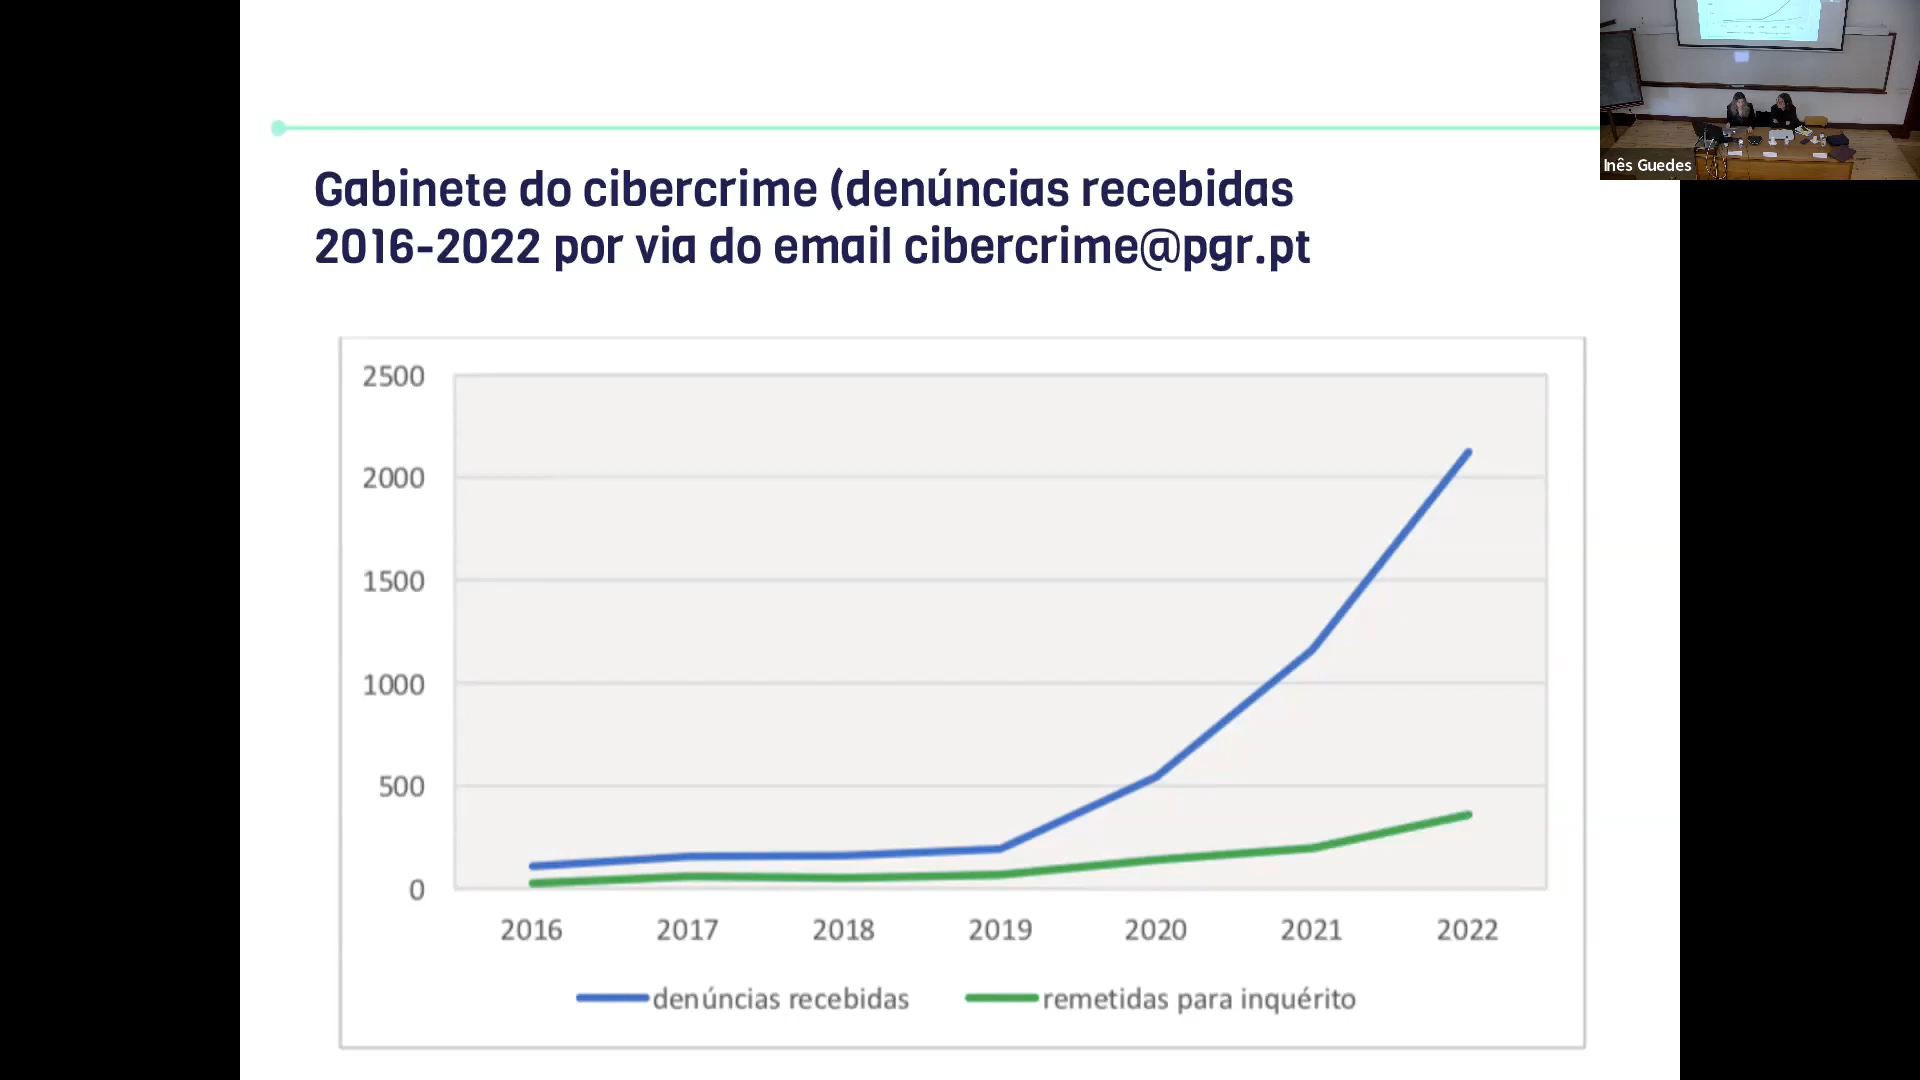 Inês Guedes
Gabinete do cibercrime (denúncias recebidas
2016-2022 por via do email cibercrime@pgr.pt
2500
2000
1500
1000
500
0
2016 2017 2018 2019 2020 2021 2022
denúncias recebidas remetidas para inquérito